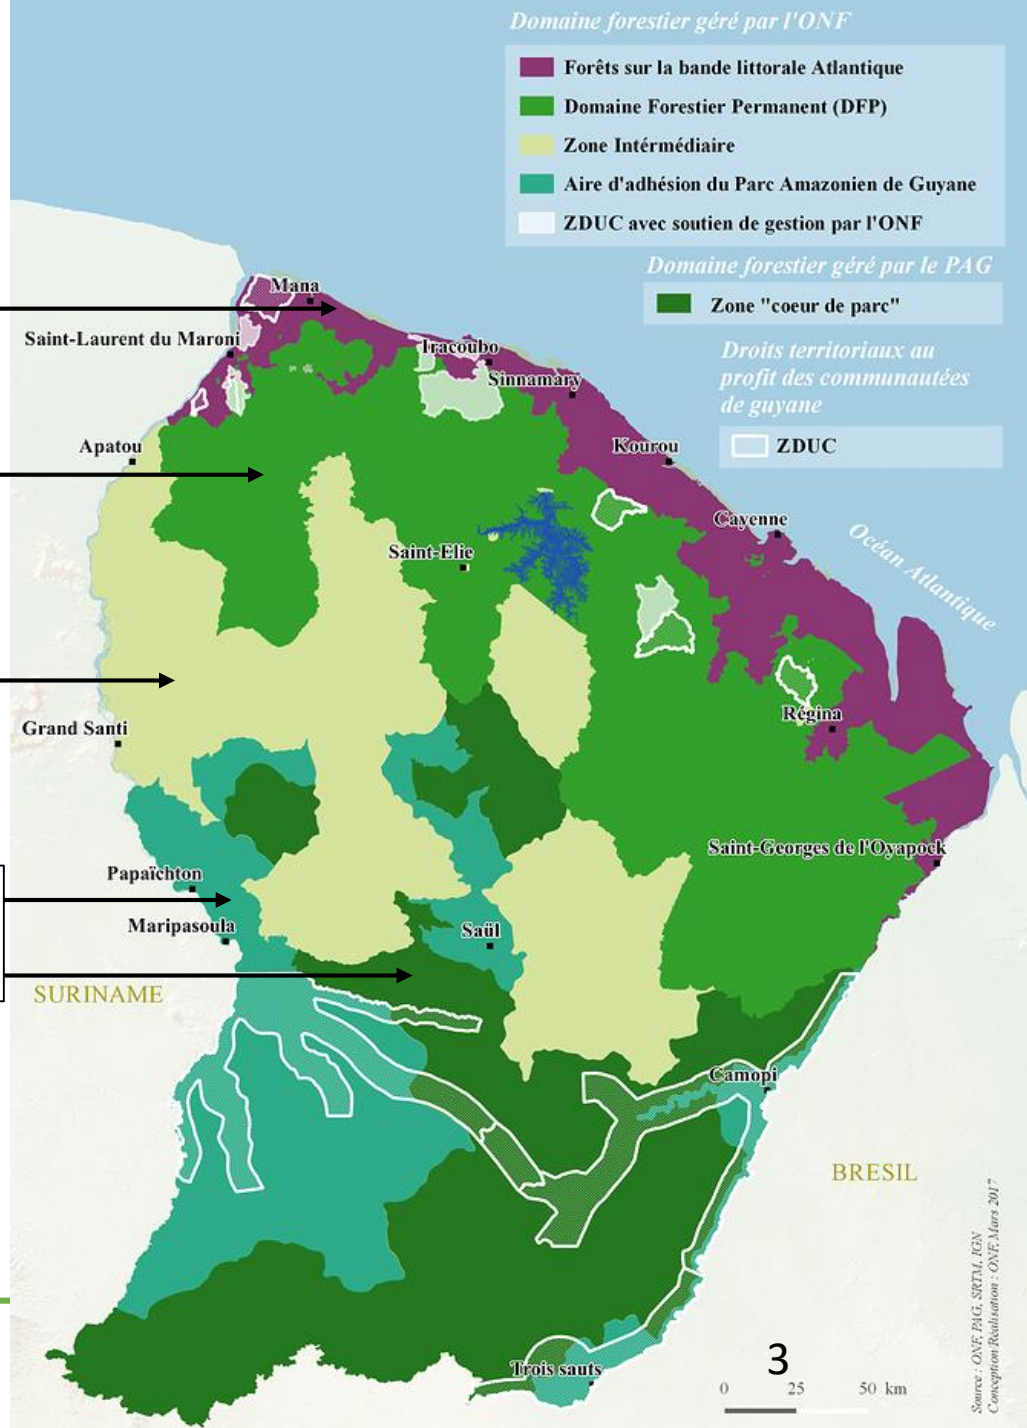 Domaine forestier géré par l'ONF
Forêts sur la bande littorale Atlantique
Domaine Forestier Permanent (DFP)
Zone Intérmédiaire
Aire d'adhésion du Parc Amazonien de Guyane
ZDUC avec soutien de gestion par l'ONF
Domaine forestier géré par le PAG
Zone "coeur de parc"
Droits territoriaux au
profit des communautées
de guyane
ZDUC
Mana
Saint-Laurent du Maroni
Iracoubo
Sinnamary
Apatou
Kourou
Cayenne
Océan Atlantique
Saint-Elie
Régina
Grand Santi
Saint-Georges de l'Oyapock
Papaïchton
Maripasoula
Saül
SURINAME
Camopi
BRESIL
Trois sauts
3
0 25 50 km
Source : ONF, PAG, SRTM, IGN
Conception/Réalisation : ONF, Mars 2017